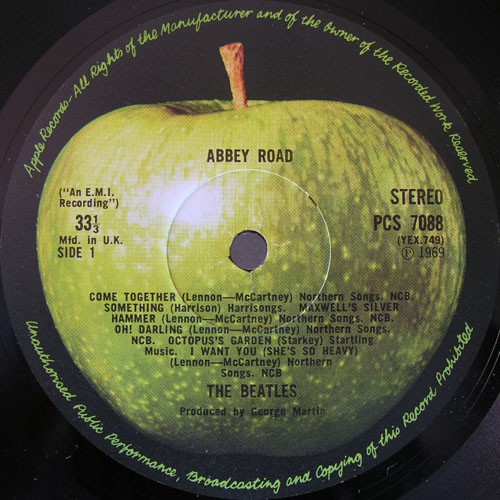 Apple Records—All Rights of the Manufacturer and of the Owner of the Recorded Work Reserved.
ABBEY ROAD
("An E.M.I.
Recording")
33⅓
Mfd. in U.K.
SIDE 1
STEREO
PCS 7088
(YEX.749)
℗ 1969
COME TOGETHER (Lennon—McCartney) Northern Songs. NCB.
SOMETHING (Harrison) Harrisongs. MAXWELL'S SILVER
HAMMER (Lennon—McCartney) Northern Songs. NCB.
OH! DARLING (Lennon—McCartney) Northern Songs.
NCB. OCTOPUS'S GARDEN (Starkey) Startling
Music. I WANT YOU (SHE'S SO HEAVY)
(Lennon—McCartney) Northern
Songs. NCB
THE BEATLES
Produced by George Martin
Unauthorised Public Performance, Broadcasting and Copying of this Record Prohibited